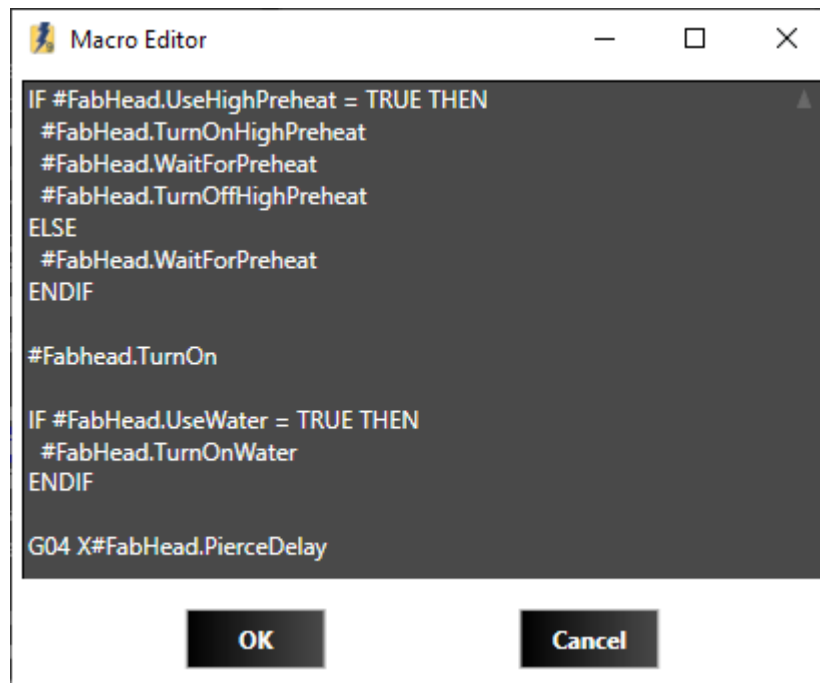 Macro Editor
IF #FabHead.UseHighPreheat = TRUE THEN
  #FabHead.TurnOnHighPreheat
  #FabHead.WaitForPreheat
  #FabHead.TurnOffHighPreheat
ELSE
  #FabHead.WaitForPreheat
ENDIF
#Fabhead.TurnOn
IF #FabHead.UseWater = TRUE THEN
  #FabHead.TurnOnWater
ENDIF
G04 X#FabHead.PierceDelay
OK Cancel